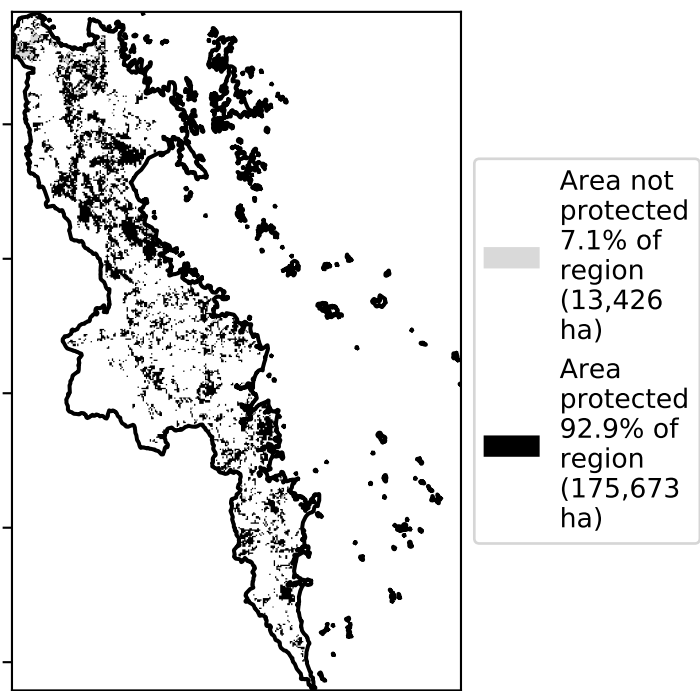 Area not
protected
7.1% of
region
(13,426
ha)
Area
protected
92.9% of
region
(175,673
ha)